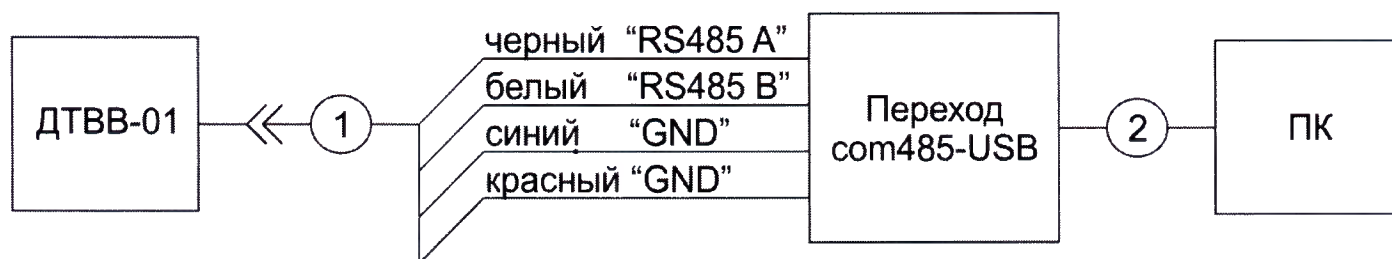 ДТВВ-01
1
черный “RS485 A”
белый “RS485 B”
синий “GND”
красный “GND”
Переход
com485-USB
2
ПК